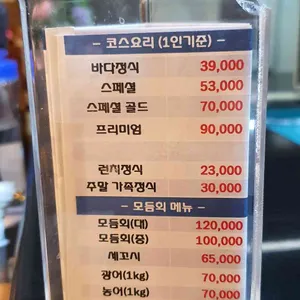 - 코스요리 (1인기준) -
바다정식 39,000
스페셜 53,000
스페셜 골드 70,000
프리미엄 90,000
런치정식 23,000
주말 가족정식 30,000
- 모듬회 메뉴 -
모듬회(대) 120,000
모듬회(중) 100,000
세꼬시 65,000
광어(1kg) 70,000
농어(1kg) 70,000